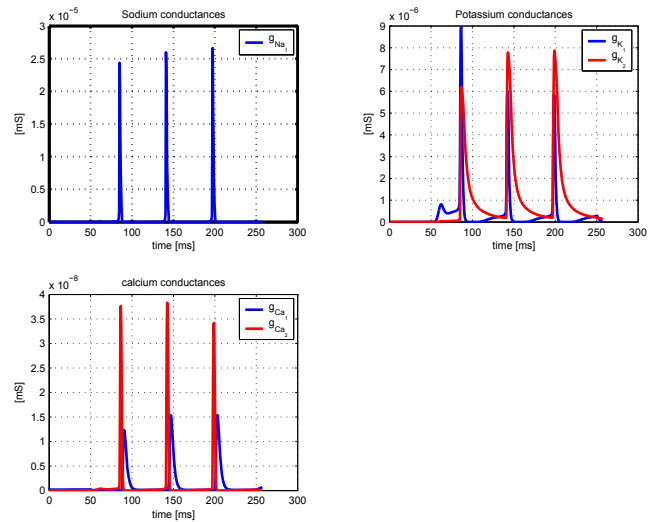 Sodium conductances
x 10⁻⁵
3
2.5
2
1.5
1
0.5
0
[mS]
0 50 100 150 200 250 300
time [ms]
g_Na₁
Potassium conductances
x 10⁻⁶
9
8
7
6
5
4
3
2
1
0
[mS]
0 50 100 150 200 250 300
time [ms]
g_K₁
g_K₂
calcium conductances
x 10⁻⁸
4
3.5
3
2.5
2
1.5
1
0.5
0
[mS]
0 50 100 150 200 250 300
time [ms]
g_Ca₁
g_Ca₂